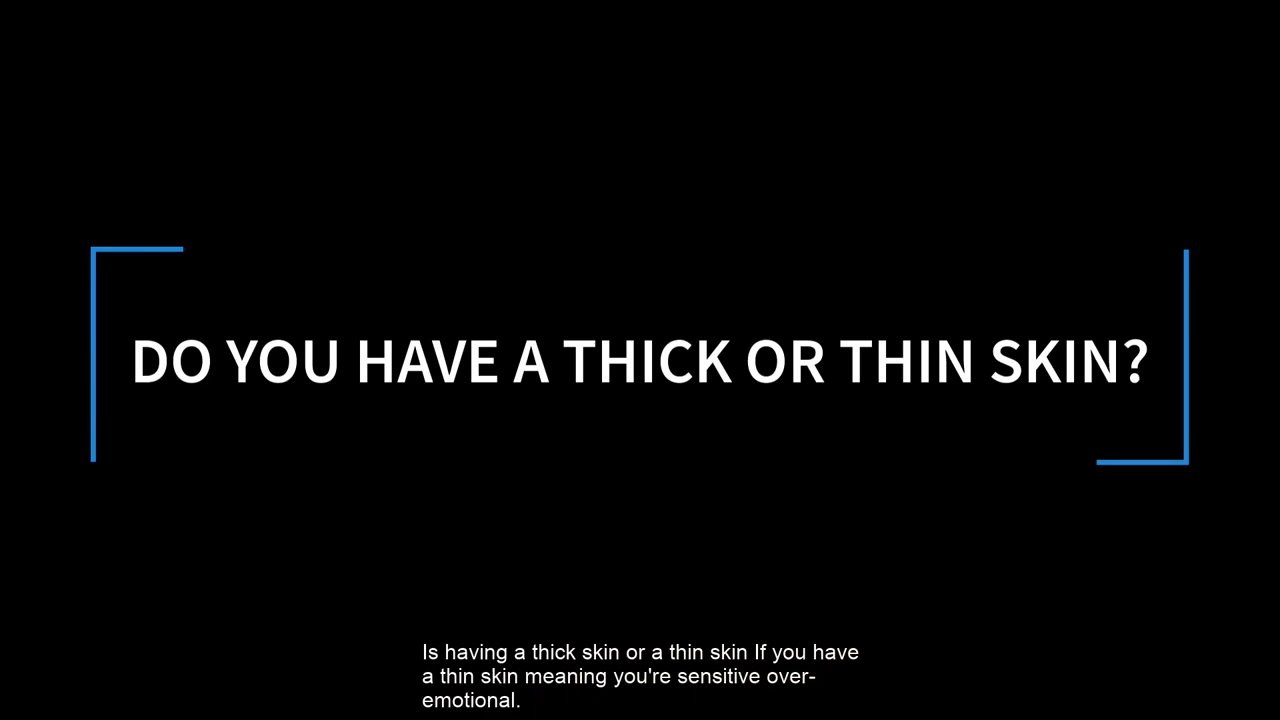 DO YOU HAVE A THICK OR THIN SKIN?
Is having a thick skin or a thin skin If you have
a thin skin meaning you're sensitive over-
emotional.